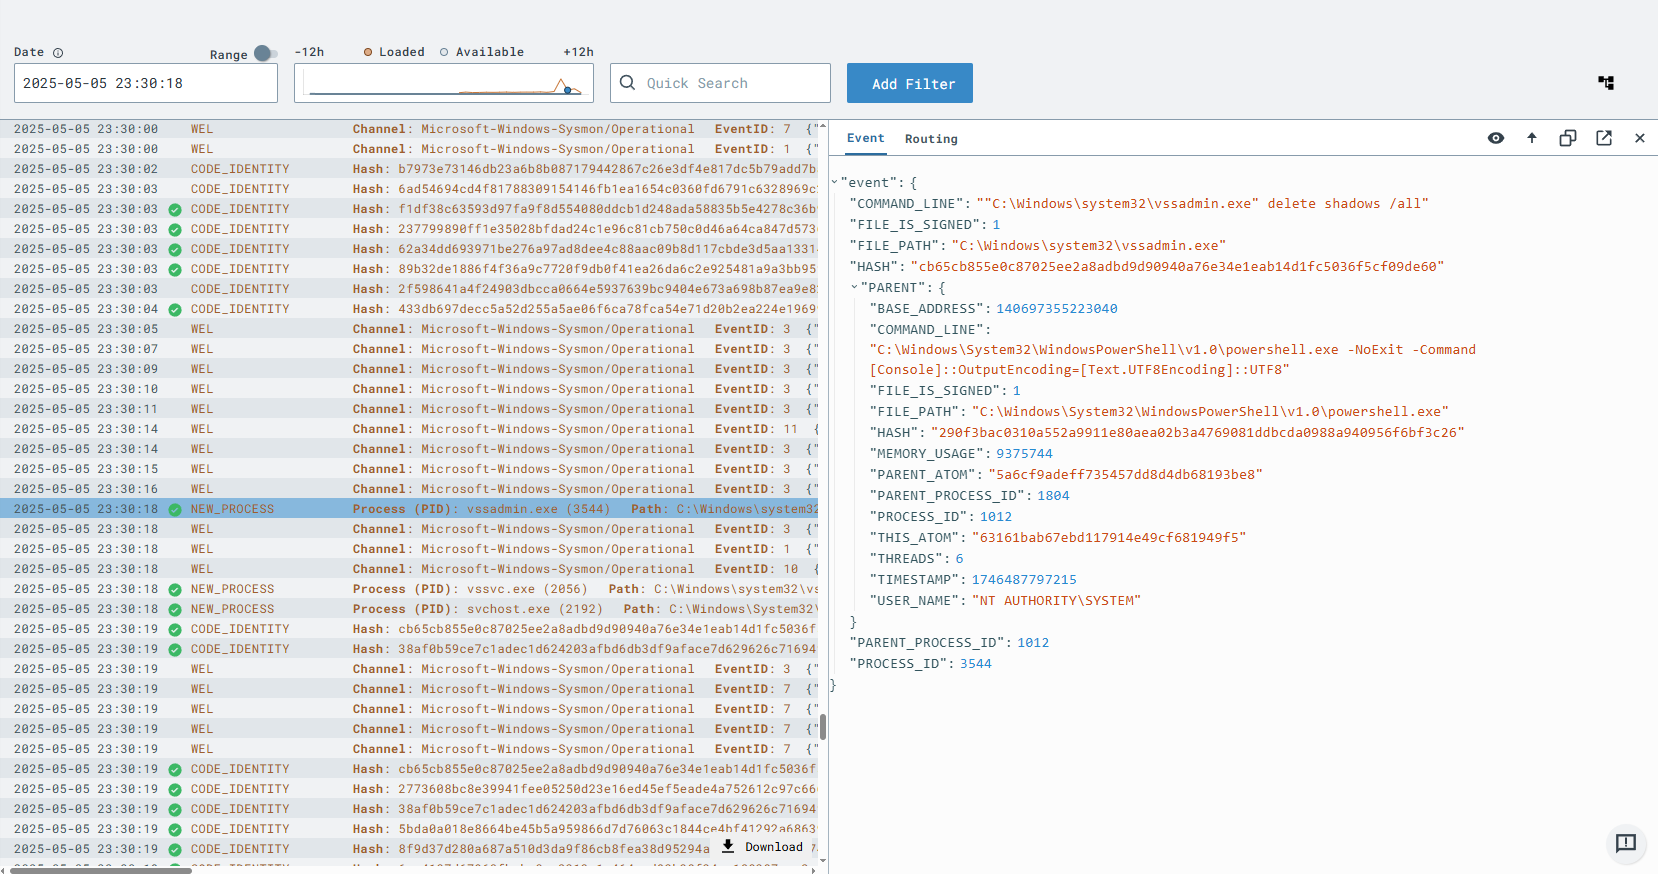 Date
Range
-12h
Loaded
Available
+12h
2025-05-05 23:30:18
Quick Search
Add Filter
2025-05-05 23:30:00 WEL Channel: Microsoft-Windows-Sysmon/Operational EventID: 7 {"
2025-05-05 23:30:00 WEL Channel: Microsoft-Windows-Sysmon/Operational EventID: 1 {"
2025-05-05 23:30:02 CODE_IDENTITY Hash: b7973e73146db23a6b8b087179442867c26e3df4e817dc5b79add7b
2025-05-05 23:30:03 CODE_IDENTITY Hash: 6ad54694cd4f81788309154146fb1ea1654c0360fd6791c6328969c
2025-05-05 23:30:03 CODE_IDENTITY Hash: f1df38c63593d97fa9f8d554080ddcb1d248ada58835b5e4278c36b
2025-05-05 23:30:03 CODE_IDENTITY Hash: 237799890ff1e35028bfdad24c1e96c81cb750c0d46a64ca847d573
2025-05-05 23:30:03 CODE_IDENTITY Hash: 62a34dd693971be276a97ad8dee4c88aac09b8d117cbde3d5aa1331
2025-05-05 23:30:03 CODE_IDENTITY Hash: 89b32de1886f4f36a9c7720f9db0f41ea26da6c2e925481a9a3bb95
2025-05-05 23:30:03 CODE_IDENTITY Hash: 2f598641a4f24903dbcca0664e5937639bc9404e673a698b87ea9e8
2025-05-05 23:30:04 CODE_IDENTITY Hash: 433db697decc5a52d255a5ae06f6ca78fca54e71d20b2ea224e1969
2025-05-05 23:30:05 WEL Channel: Microsoft-Windows-Sysmon/Operational EventID: 3 {"
2025-05-05 23:30:07 WEL Channel: Microsoft-Windows-Sysmon/Operational EventID: 3 {"
2025-05-05 23:30:09 WEL Channel: Microsoft-Windows-Sysmon/Operational EventID: 3 {"
2025-05-05 23:30:10 WEL Channel: Microsoft-Windows-Sysmon/Operational EventID: 3 {"
2025-05-05 23:30:11 WEL Channel: Microsoft-Windows-Sysmon/Operational EventID: 3 {"
2025-05-05 23:30:14 WEL Channel: Microsoft-Windows-Sysmon/Operational EventID: 11 {
2025-05-05 23:30:14 WEL Channel: Microsoft-Windows-Sysmon/Operational EventID: 3 {"
2025-05-05 23:30:15 WEL Channel: Microsoft-Windows-Sysmon/Operational EventID: 3 {"
2025-05-05 23:30:16 WEL Channel: Microsoft-Windows-Sysmon/Operational EventID: 3 {"
2025-05-05 23:30:18 NEW_PROCESS Process (PID): vssadmin.exe (3544) Path: C:\Windows\system32
2025-05-05 23:30:18 WEL Channel: Microsoft-Windows-Sysmon/Operational EventID: 3 {"
2025-05-05 23:30:18 WEL Channel: Microsoft-Windows-Sysmon/Operational EventID: 1 {"
2025-05-05 23:30:18 WEL Channel: Microsoft-Windows-Sysmon/Operational EventID: 10 {
2025-05-05 23:30:18 NEW_PROCESS Process (PID): vssvc.exe (2056) Path: C:\Windows\system32\vs
2025-05-05 23:30:18 NEW_PROCESS Process (PID): svchost.exe (2192) Path: C:\Windows\System32\
2025-05-05 23:30:19 CODE_IDENTITY Hash: cb65cb855e0c87025ee2a8adbd9d90940a76e34e1eab14d1fc5036f
2025-05-05 23:30:19 CODE_IDENTITY Hash: 38af0b59ce7c1adec1d624203afbd6db3df9aface7d629626c71694
2025-05-05 23:30:19 WEL Channel: Microsoft-Windows-Sysmon/Operational EventID: 3 {"
2025-05-05 23:30:19 WEL Channel: Microsoft-Windows-Sysmon/Operational EventID: 7 {"
2025-05-05 23:30:19 WEL Channel: Microsoft-Windows-Sysmon/Operational EventID: 7 {"
2025-05-05 23:30:19 WEL Channel: Microsoft-Windows-Sysmon/Operational EventID: 7 {"
2025-05-05 23:30:19 WEL Channel: Microsoft-Windows-Sysmon/Operational EventID: 7 {"
2025-05-05 23:30:19 CODE_IDENTITY Hash: cb65cb855e0c87025ee2a8adbd9d90940a76e34e1eab14d1fc5036f
2025-05-05 23:30:19 CODE_IDENTITY Hash: 2773608bc8e39941fee05250d23e16ed45ef5eade4a752612c97c66
2025-05-05 23:30:19 CODE_IDENTITY Hash: 38af0b59ce7c1adec1d624203afbd6db3df9aface7d629626c71694
2025-05-05 23:30:19 CODE_IDENTITY Hash: 5bda0a018e8664be45b5a959866d7d76063c1844ce4bf41292a6863
2025-05-05 23:30:19 CODE_IDENTITY Hash: 8f9d37d280a687a510d3da9f86cb8fea38d95294a
Download
Event Routing
"event": {
"COMMAND_LINE": ""C:\Windows\system32\vssadmin.exe" delete shadows /all"
"FILE_IS_SIGNED": 1
"FILE_PATH": "C:\Windows\system32\vssadmin.exe"
"HASH": "cb65cb855e0c87025ee2a8adbd9d90940a76e34e1eab14d1fc5036f5cf09de60"
"PARENT": {
"BASE_ADDRESS": 140697355223040
"COMMAND_LINE":
"C:\Windows\System32\WindowsPowerShell\v1.0\powershell.exe -NoExit -Command
[Console]::OutputEncoding=[Text.UTF8Encoding]::UTF8"
"FILE_IS_SIGNED": 1
"FILE_PATH": "C:\Windows\System32\WindowsPowerShell\v1.0\powershell.exe"
"HASH": "290f3bac0310a552a9911e80aea02b3a4769081ddbcda0988a940956f6bf3c26"
"MEMORY_USAGE": 9375744
"PARENT_ATOM": "5a6cf9adeff735457dd8d4db68193be8"
"PARENT_PROCESS_ID": 1804
"PROCESS_ID": 1012
"THIS_ATOM": "63161bab67ebd117914e49cf681949f5"
"THREADS": 6
"TIMESTAMP": 1746487797215
"USER_NAME": "NT AUTHORITY\SYSTEM"
}
"PARENT_PROCESS_ID": 1012
"PROCESS_ID": 3544
}